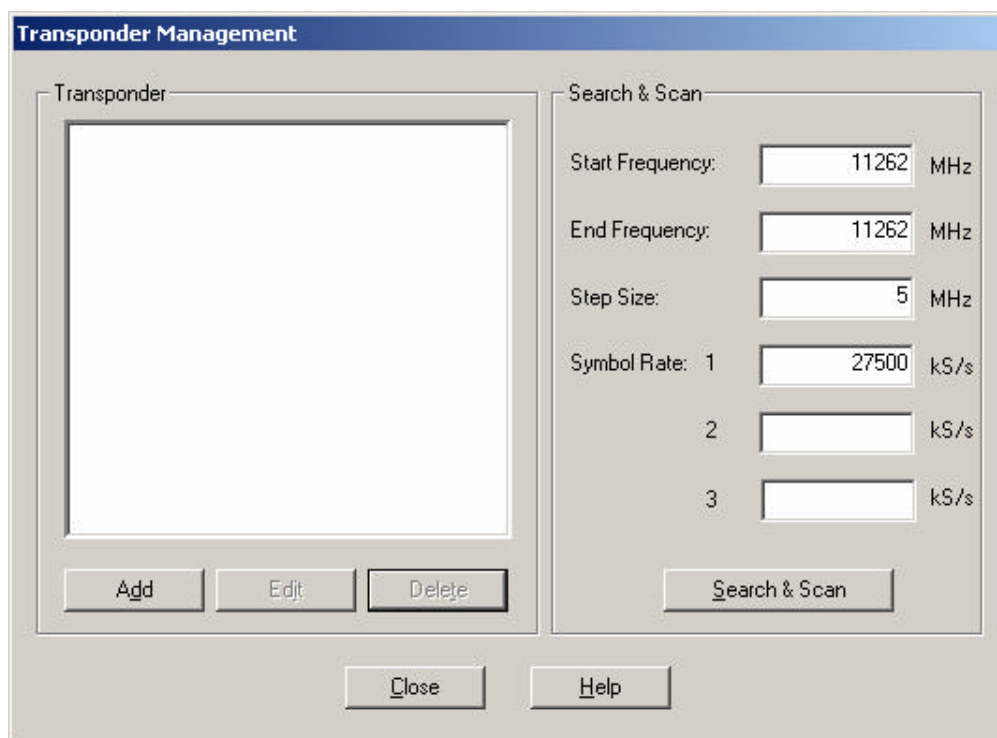 Transponder Management
Transponder
Add
Edit
Delete
Search & Scan
Start Frequency: 11262 MHz
End Frequency: 11262 MHz
Step Size: 5 MHz
Symbol Rate: 1 27500 kS/s
2 kS/s
3 kS/s
Search & Scan
Close
Help